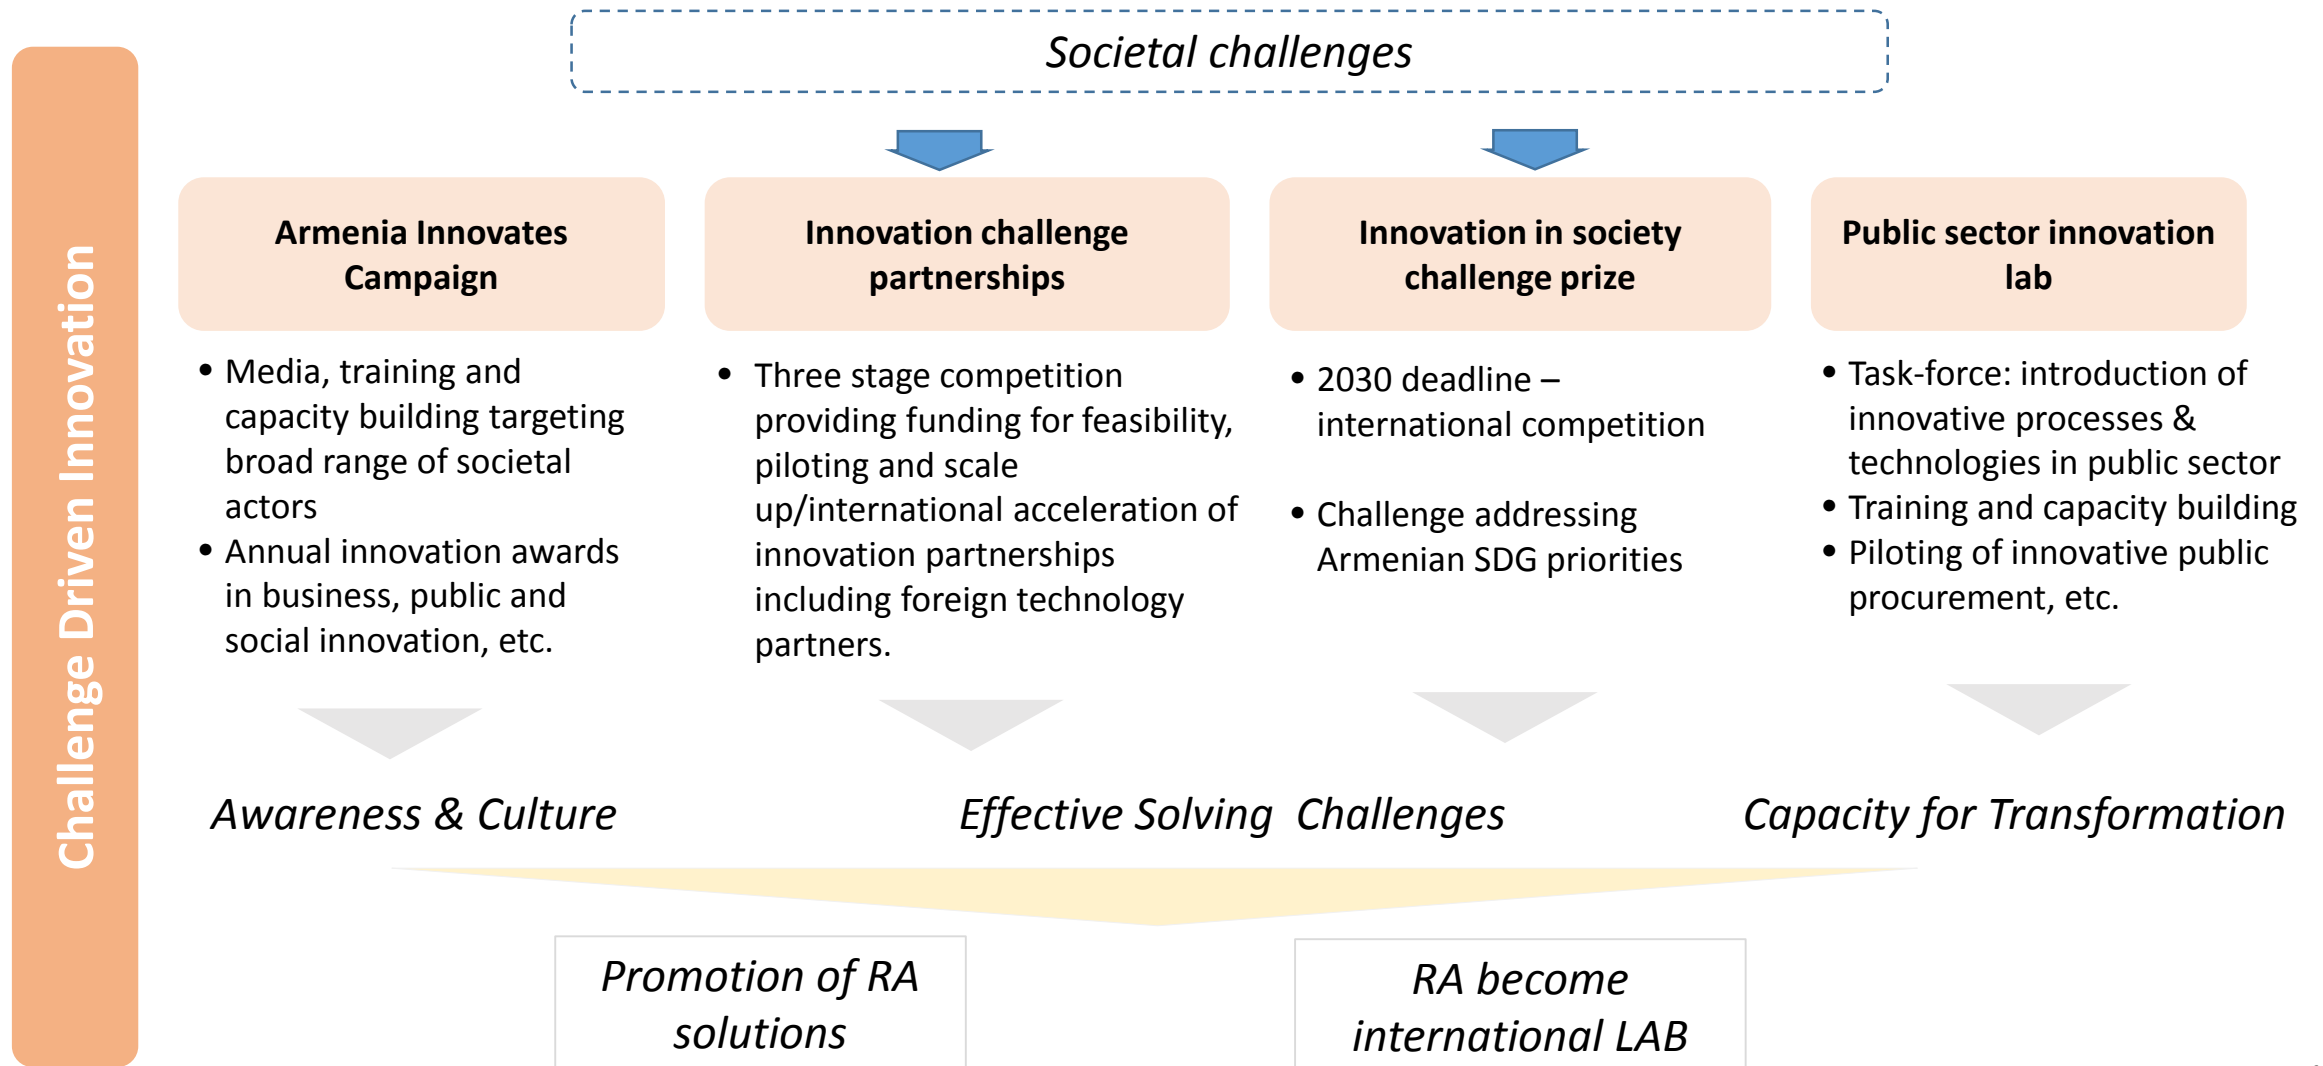 Challenge Driven Innovation
Societal challenges
Armenia Innovates
Campaign
• Media, training and
capacity building targeting
broad range of societal
actors
• Annual innovation awards
in business, public and
social innovation, etc.
Innovation challenge
partnerships
• Three stage competition
providing funding for feasibility,
piloting and scale
up/international acceleration of
innovation partnerships
including foreign technology
partners.
Innovation in society
challenge prize
• 2030 deadline –
international competition
• Challenge addressing
Armenian SDG priorities
Public sector innovation
lab
• Task-force: introduction of
innovative processes &
technologies in public sector
• Training and capacity building
• Piloting of innovative public
procurement, etc.
Awareness & Culture
Effective Solving Challenges
Capacity for Transformation
Promotion of RA
solutions
RA become
international LAB